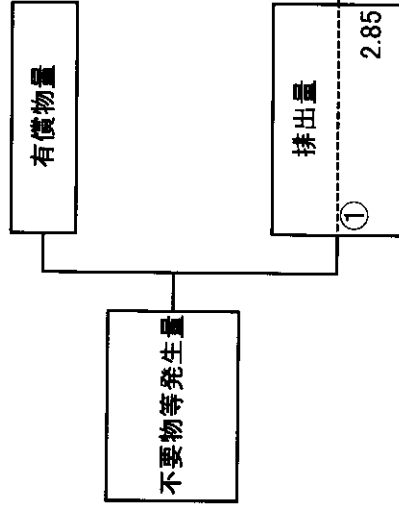 有償物量
不要物等発生量
排出量
①
2.85